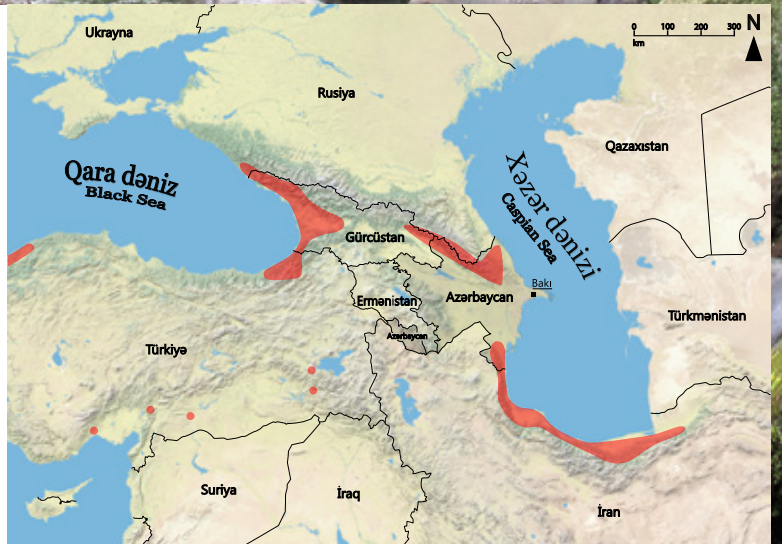 Ukrayna
N
0 100 200 300
km
Rusiya
Qazaxıstan
Qara dəniz
Black Sea
Xəzər dənizi
Caspian Sea
Gürcüstan
Bakı
Ermənistan
Azərbaycan
Türkmənistan
Azərbaycan
Türkiyə
Suriya
İraq
İran